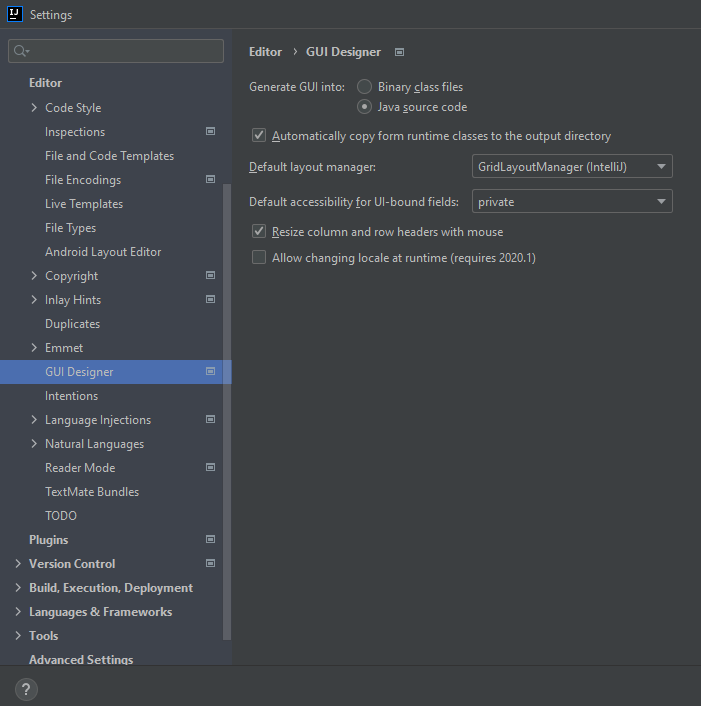 IJ
Settings
Editor
Code Style
Inspections
File and Code Templates
File Encodings
Live Templates
File Types
Android Layout Editor
Copyright
Inlay Hints
Duplicates
Emmet
GUI Designer
Intentions
Language Injections
Natural Languages
Reader Mode
TextMate Bundles
TODO
Plugins
Version Control
Build, Execution, Deployment
Languages & Frameworks
Tools
Advanced Settings
Editor › GUI Designer
Generate GUI into: Binary class files
Java source code
Automatically copy form runtime classes to the output directory
Default layout manager: GridLayoutManager (IntelliJ)
Default accessibility for UI-bound fields: private
Resize column and row headers with mouse
Allow changing locale at runtime (requires 2020.1)
?